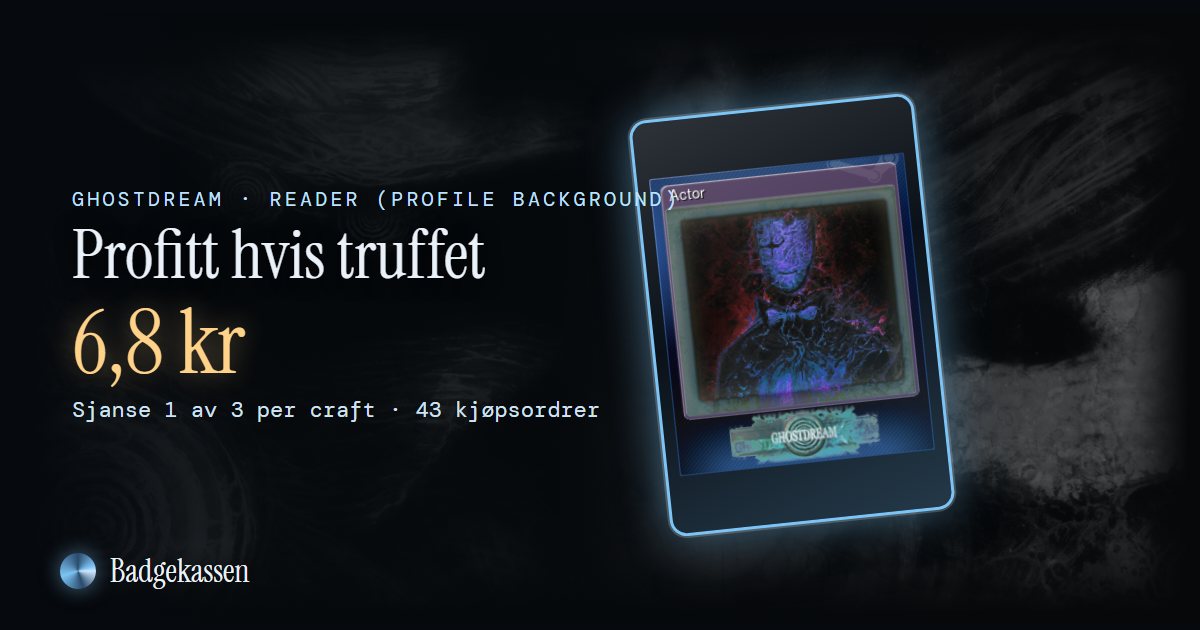 GHOSTDREAM · READER (PROFILE BACKGROUND)
Profitt hvis truffet
6,8 kr
Sjanse 1 av 3 per craft · 43 kjøpsordrer
Actor
GHOSTDREAM
Badgekassen